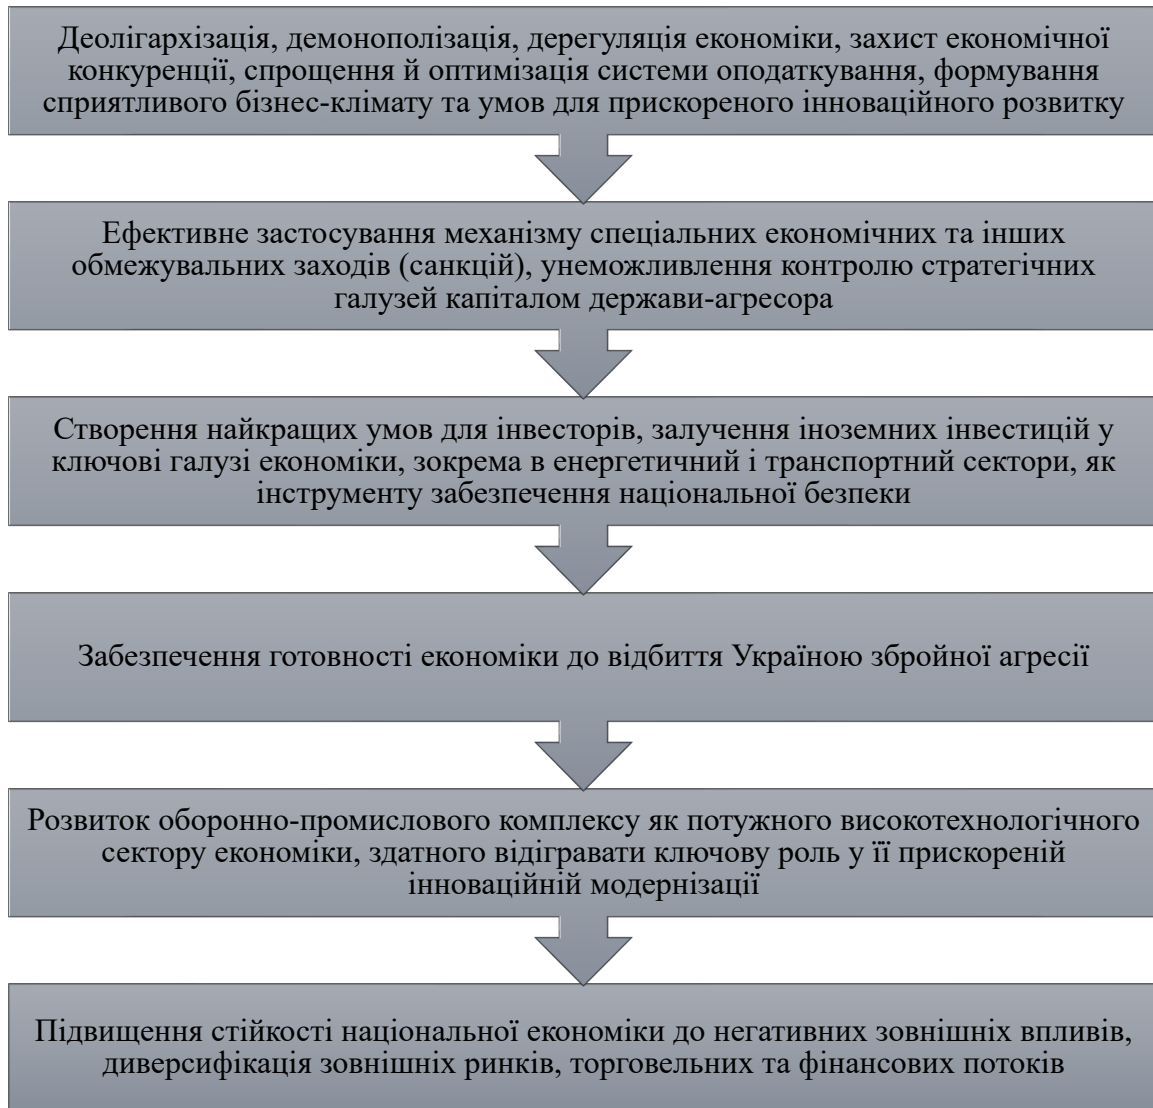 Деолігархізація, демонополізація, дерегуляція економіки, захист економічної
конкуренції, спрощення й оптимізація системи оподаткування, формування
сприятливого бізнес-клімату та умов для прискореного інноваційного розвитку
Ефективне застосування механізму спеціальних економічних та інших
обмежувальних заходів (санкцій), унеможливлення контролю стратегічних
галузей капіталом держави-агресора
Створення найкращих умов для інвесторів, залучення іноземних інвестицій у
ключові галузі економіки, зокрема в енергетичний і транспортний сектори, як
інструменту забезпечення національної безпеки
Забезпечення готовності економіки до відбиття Україною збройної агресії
Розвиток оборонно-промислового комплексу як потужного високотехнологічного
сектору економіки, здатного відігравати ключову роль у її прискореній
інноваційній модернізації
Підвищення стійкості національної економіки до негативних зовнішніх впливів,
диверсифікація зовнішніх ринків, торговельних та фінансових потоків